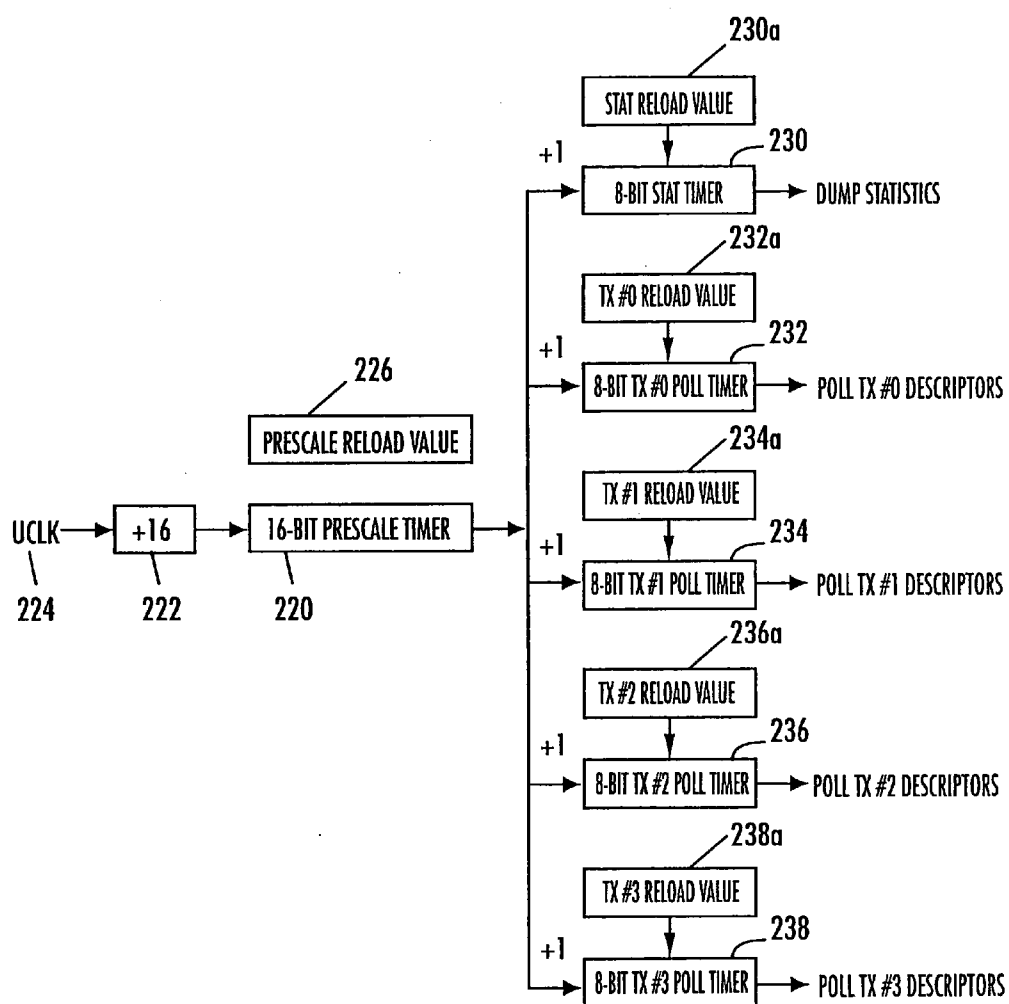 230a
STAT RELOAD VALUE
230
+1
8-BIT STAT TIMER
DUMP STATISTICS
232a
TX #0 RELOAD VALUE
232
+1
8-BIT TX #0 POLL TIMER
POLL TX #0 DESCRIPTORS
226
PRESCALE RELOAD VALUE
234a
TX #1 RELOAD VALUE
UCLK
+16
16-BIT PRESCALE TIMER
234
+1
8-BIT TX #1 POLL TIMER
POLL TX #1 DESCRIPTORS
224
222
220
236a
TX #2 RELOAD VALUE
236
+1
8-BIT TX #2 POLL TIMER
POLL TX #2 DESCRIPTORS
238a
TX #3 RELOAD VALUE
238
+1
8-BIT TX #3 POLL TIMER
POLL TX #3 DESCRIPTORS